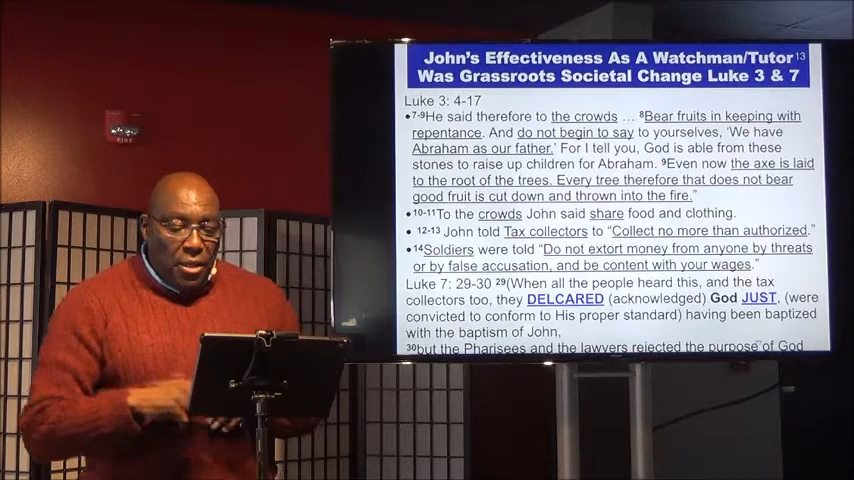 John's Effectiveness As A Watchman/Tutor 13
Was Grassroots Societal Change Luke 3 & 7
Luke 3: 4-17
•7-9He said therefore to the crowds … 8Bear fruits in keeping with
repentance. And do not begin to say to yourselves, 'We have
Abraham as our father.' For I tell you, God is able from these
stones to raise up children for Abraham. 9Even now the axe is laid
to the root of the trees. Every tree therefore that does not bear
good fruit is cut down and thrown into the fire."
•10-11To the crowds John said share food and clothing.
• 12-13 John told Tax collectors to "Collect no more than authorized."
•14Soldiers were told "Do not extort money from anyone by threats
or by false accusation, and be content with your wages."
Luke 7: 29-30 29(When all the people heard this, and the tax
collectors too, they DELCARED (acknowledged) God JUST, (were
convicted to conform to His proper standard) having been baptized
with the baptism of John,
30but the Pharisees and the lawyers rejected the purpose of God
FIRE